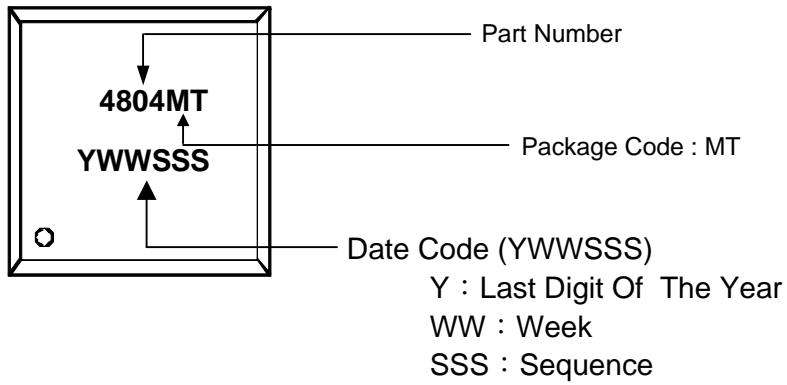 Part Number
4804MT
Package Code : MT
YWWSSS
Date Code (YWWSSS)
Y：Last Digit Of The Year
WW：Week
SSS：Sequence